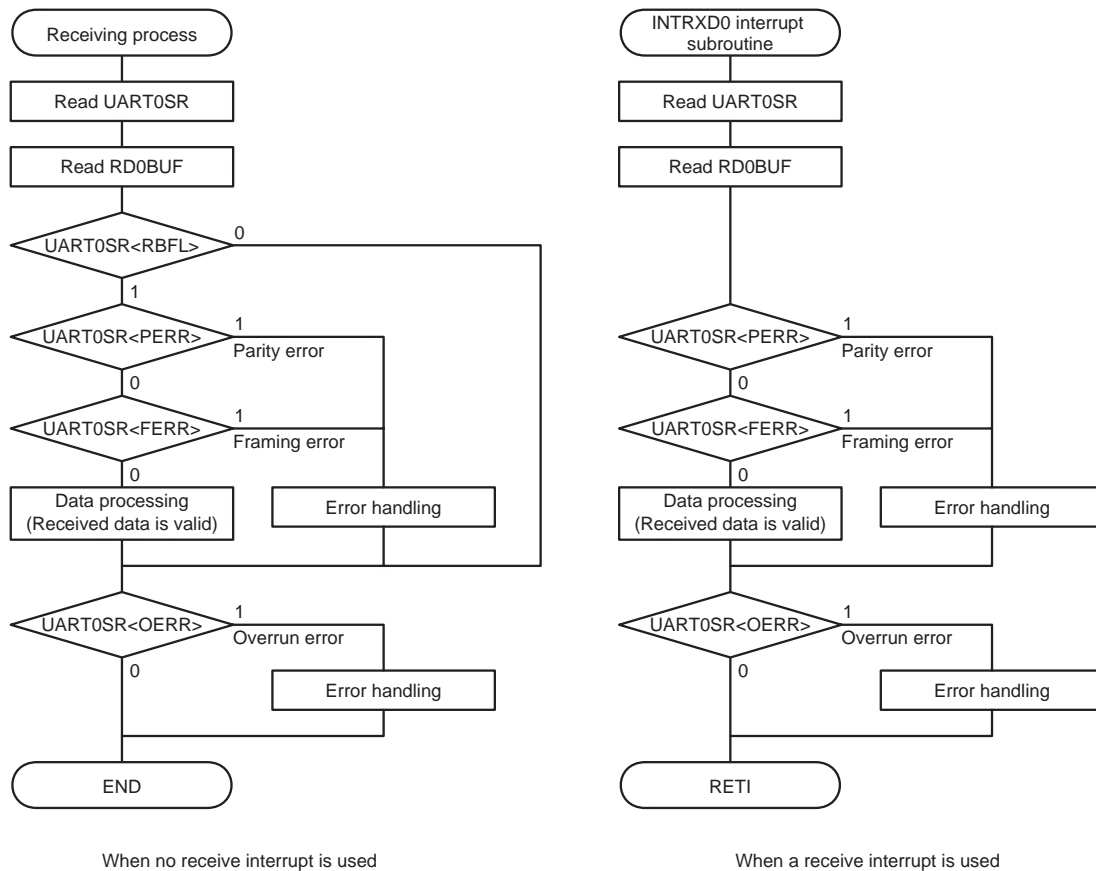 Receiving process
Read UART0SR
Read RD0BUF
UART0SR<RBFL>
0
1
UART0SR<PERR>
1
Parity error
0
UART0SR<FERR>
1
Framing error
0
Data processing
(Received data is valid)
Error handling
UART0SR<OERR>
1
Overrun error
0
Error handling
END
When no receive interrupt is used
INTRXD0 interrupt
subroutine
Read UART0SR
Read RD0BUF
UART0SR<PERR>
1
Parity error
0
UART0SR<FERR>
1
Framing error
0
Data processing
(Received data is valid)
Error handling
UART0SR<OERR>
1
Overrun error
0
Error handling
RETI
When a receive interrupt is used